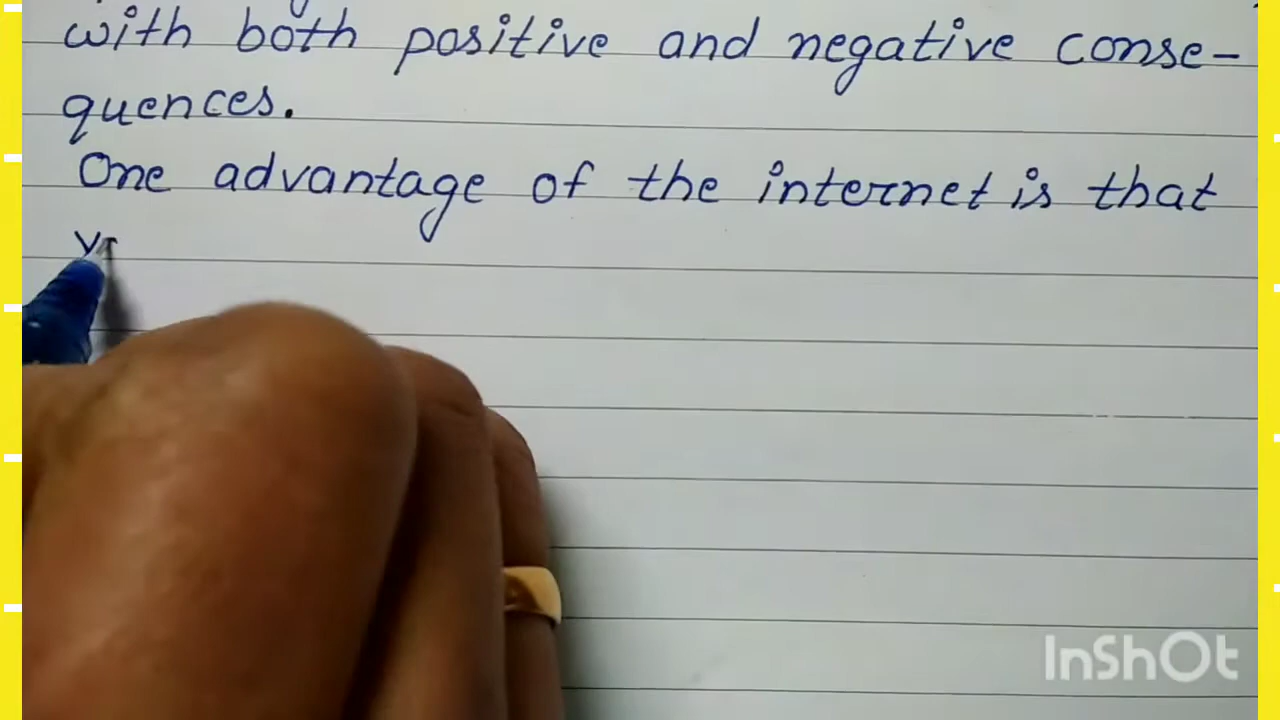 with both positive and negative conse-
quences.
One advantage of the internet is that
InShOt